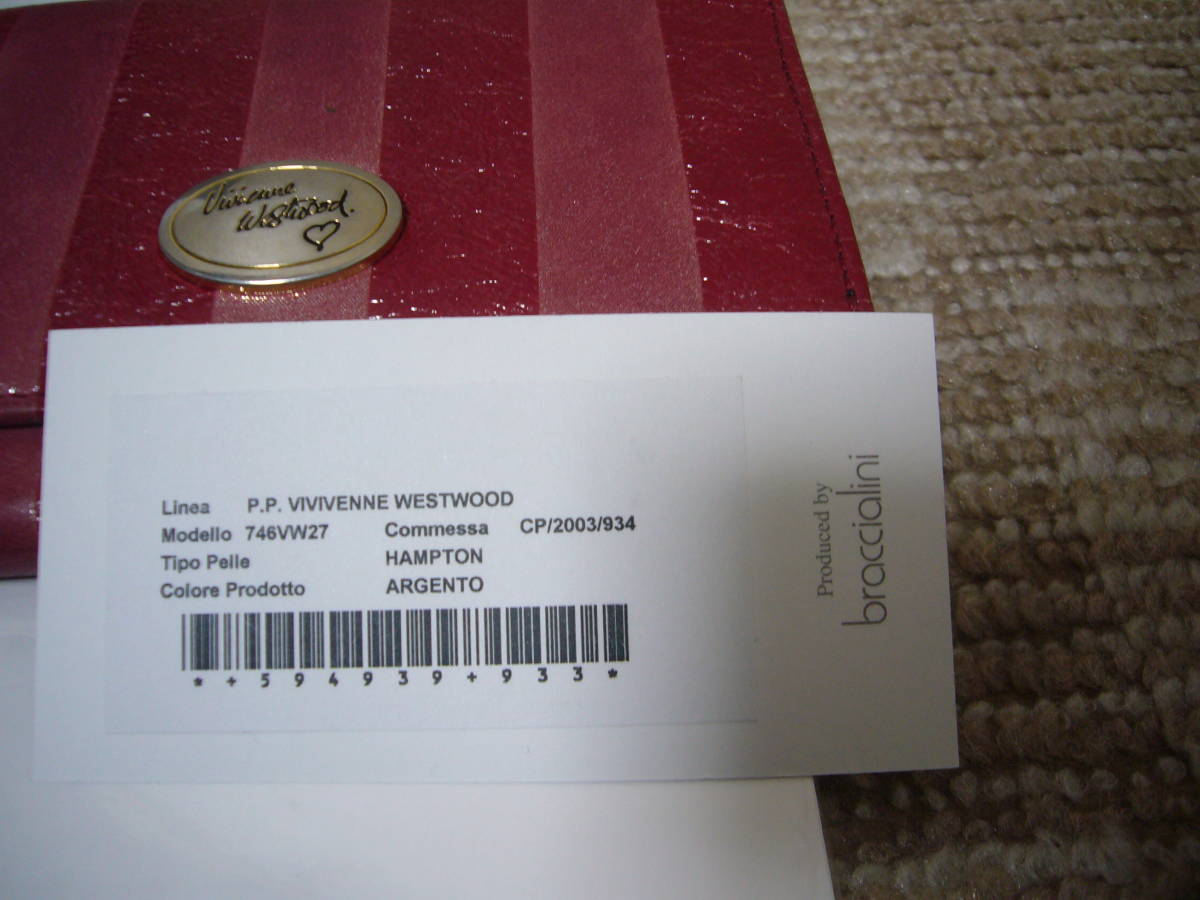 Vivienne
Westwood.
Linea P.P. VIVIVENNE WESTWOOD
Modello 746VW27 Commessa CP/2003/934
Tipo Pelle HAMPTON
Colore Prodotto ARGENTO
*+594939+933*
Produced by
braccialini